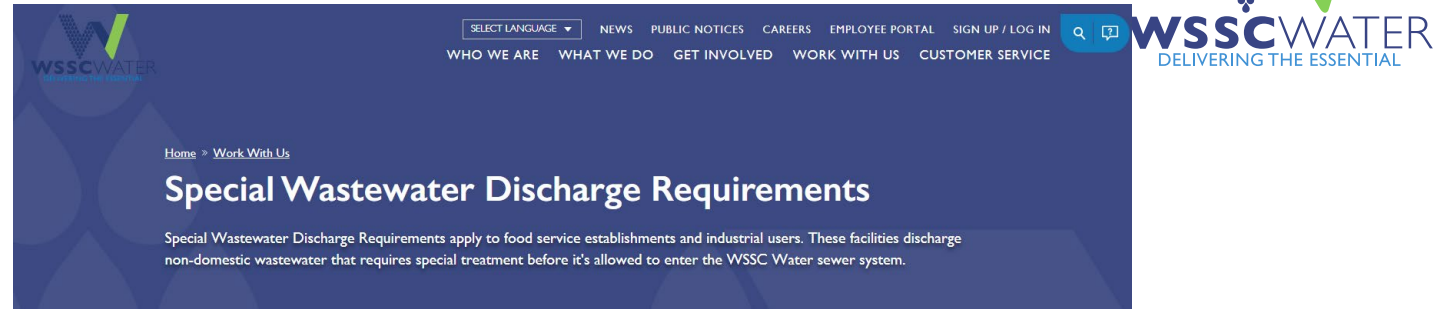 SELECT LANGUAGE NEWS PUBLIC NOTICES CAREERS EMPLOYEE PORTAL SIGN UP / LOG IN
WSSCWATER
DELIVERING THE ESSENTIAL
WHO WE ARE WHAT WE DO GET INVOLVED WORK WITH US CUSTOMER SERVICE
WSSCWATER
DELIVERING THE ESSENTIAL
Home » Work With Us
Special Wastewater Discharge Requirements
Special Wastewater Discharge Requirements apply to food service establishments and industrial users. These facilities discharge
non-domestic wastewater that requires special treatment before it's allowed to enter the WSSC Water sewer system.